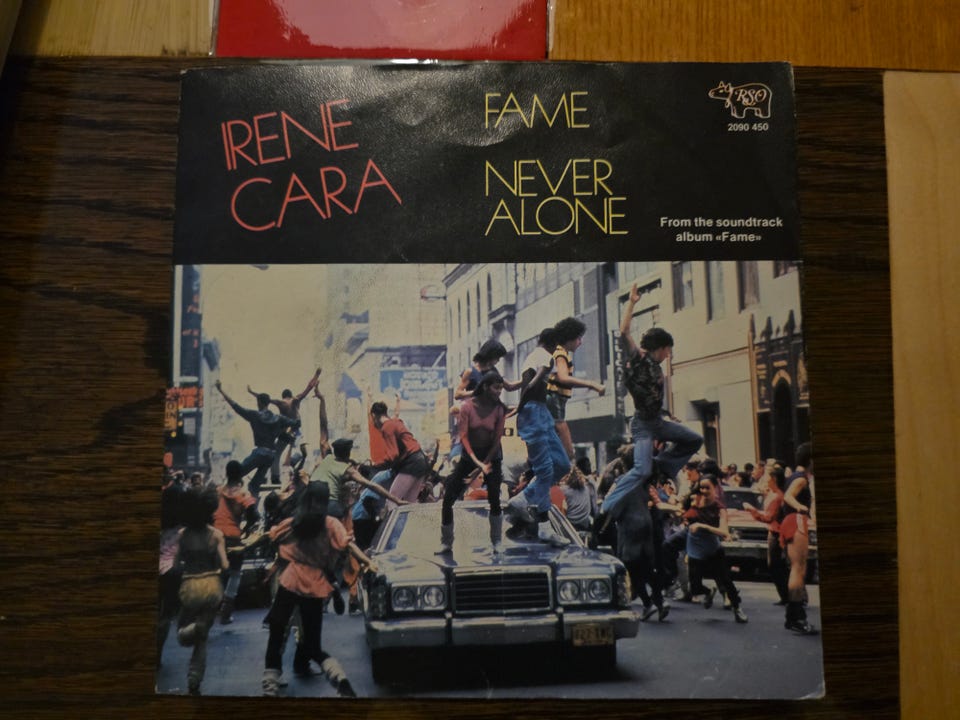 IRENE
CARA
FAME
NEVER
ALONE
RSO
2090 450
From the soundtrack
album «Fame»